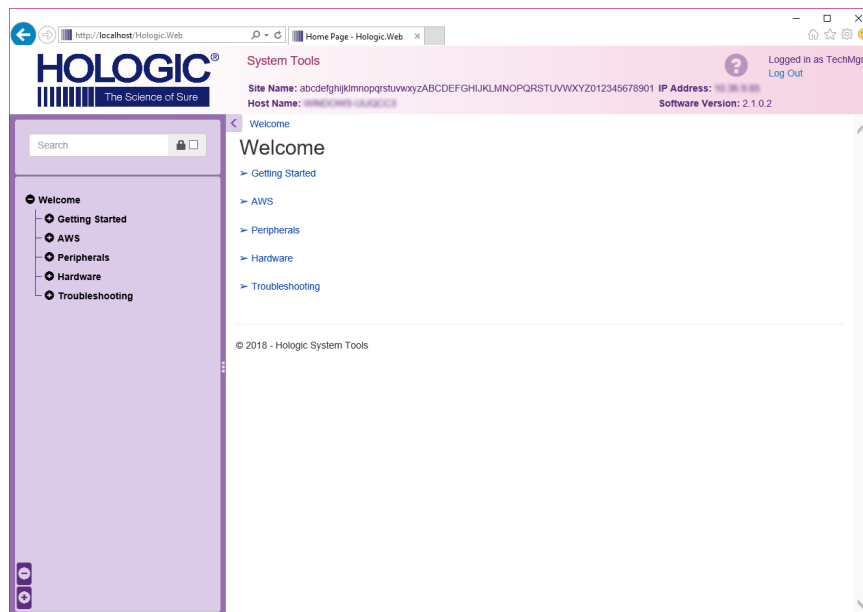 http://localhost/Hologic.Web
Home Page - Hologic.Web
HOLOGIC®
The Science of Sure
System Tools
Logged in as TechMgr
Log Out
Site Name: abcdefghijklmnopqrstuvwxyzABCDEFGHIJKLMNOPQRSTUVWXYZ012345678901 IP Address:
Host Name:
Software Version: 2.1.0.2
Search
Welcome
Getting Started
AWS
Peripherals
Hardware
Troubleshooting
Welcome
Welcome
➢ Getting Started
➢ AWS
➢ Peripherals
➢ Hardware
➢ Troubleshooting
© 2018 - Hologic System Tools